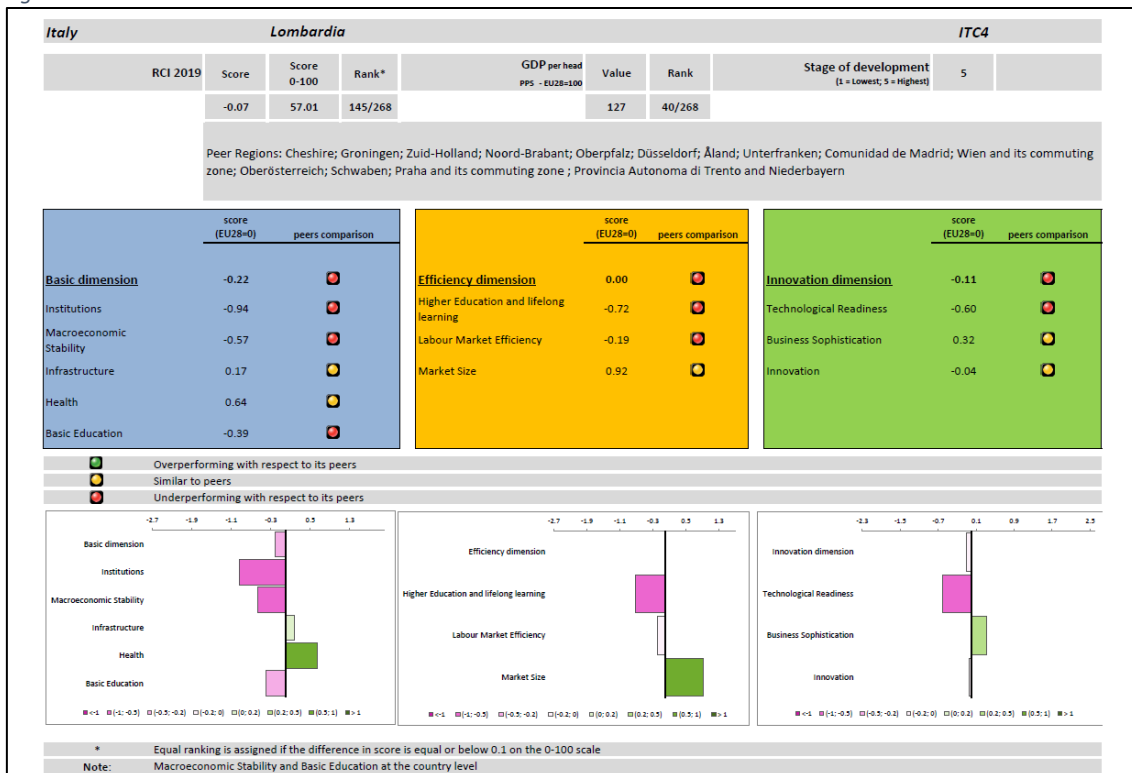 Italy Lombardia ITC4
RCI 2019 Score Score 0-100 Rank* GDP per head PPS - EU28=100 Value Rank Stage of development (1 = Lowest; 5 = Highest) 5
-0.07 57.01 145/268 127 40/268
Peer Regions: Cheshire; Groningen; Zuid-Holland; Noord-Brabant; Oberpfalz; Düsseldorf; Åland; Unterfranken; Comunidad de Madrid; Wien and its commuting
zone; Oberösterreich; Schwaben; Praha and its commuting zone ; Provincia Autonoma di Trento and Niederbayern
score (EU28=0) peers comparison
Basic dimension -0.22
Institutions -0.94
Macroeconomic Stability -0.57
Infrastructure 0.17
Health 0.64
Basic Education -0.39
score (EU28=0) peers comparison
Efficiency dimension 0.00
Higher Education and lifelong learning -0.72
Labour Market Efficiency -0.19
Market Size 0.92
score (EU28=0) peers comparison
Innovation dimension -0.11
Technological Readiness -0.60
Business Sophistication 0.32
Innovation -0.04
Overperforming with respect to its peers
Similar to peers
Underperforming with respect to its peers
-2.7 -1.9 -1.1 -0.3 0.5 1.3
Basic dimension
Institutions
Macroeconomic Stability
Infrastructure
Health
Basic Education
<-1 (-1; -0.5) (-0.5; -0.2) (-0.2; 0) (0; 0.2) (0.2; 0.5) (0.5; 1) > 1
-2.7 -1.9 -1.1 -0.3 0.5 1.3
Efficiency dimension
Higher Education and lifelong learning
Labour Market Efficiency
Market Size
<-1 (-1; -0.5) (-0.5; -0.2) (-0.2; 0) (0; 0.2) (0.2; 0.5) (0.5; 1) > 1
-2.3 -1.5 -0.7 0.1 0.9 1.7 2.5
Innovation dimension
Technological Readiness
Business Sophistication
Innovation
<-1 (-1; -0.5) (-0.5; -0.2) (-0.2; 0) (0; 0.2) (0.2; 0.5) (0.5; 1) > 1
* Equal ranking is assigned if the difference in score is equal or below 0.1 on the 0-100 scale
Note: Macroeconomic Stability and Basic Education at the country level